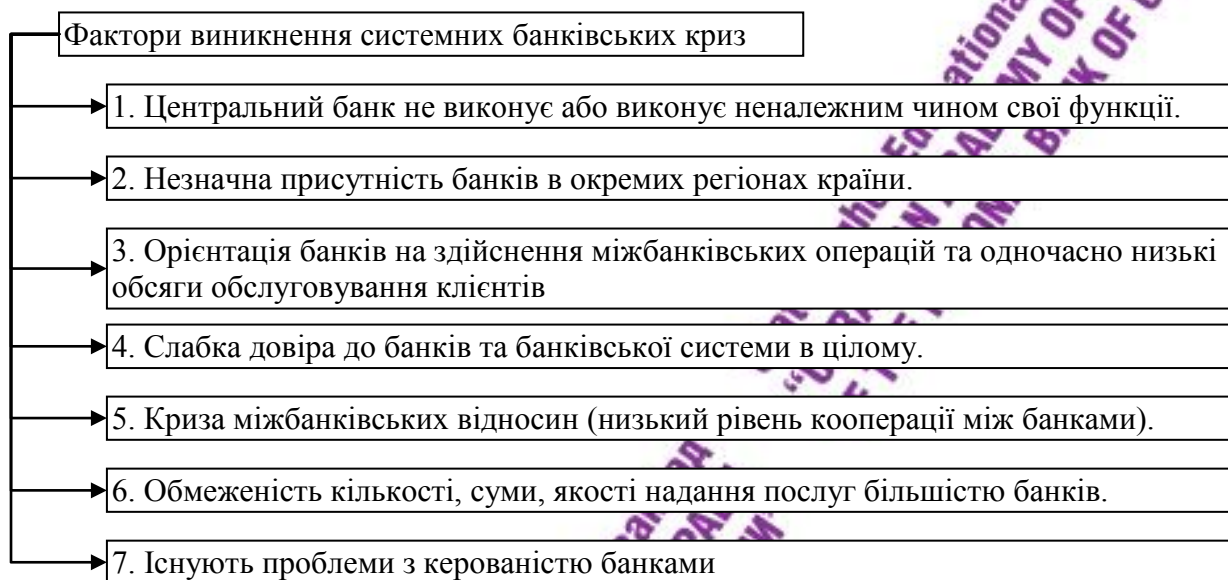 Фактори виникнення системних банківських криз
1. Центральний банк не виконує або виконує неналежним чином свої функції.
2. Незначна присутність банків в окремих регіонах країни.
3. Орієнтація банків на здійснення міжбанківських операцій та одночасно низькі
обсяги обслуговування клієнтів
4. Слабка довіра до банків та банківської системи в цілому.
5. Криза міжбанківських відносин (низький рівень кооперації між банками).
6. Обмеженість кількості, суми, якості надання послуг більшістю банків.
7. Існують проблеми з керованістю банками